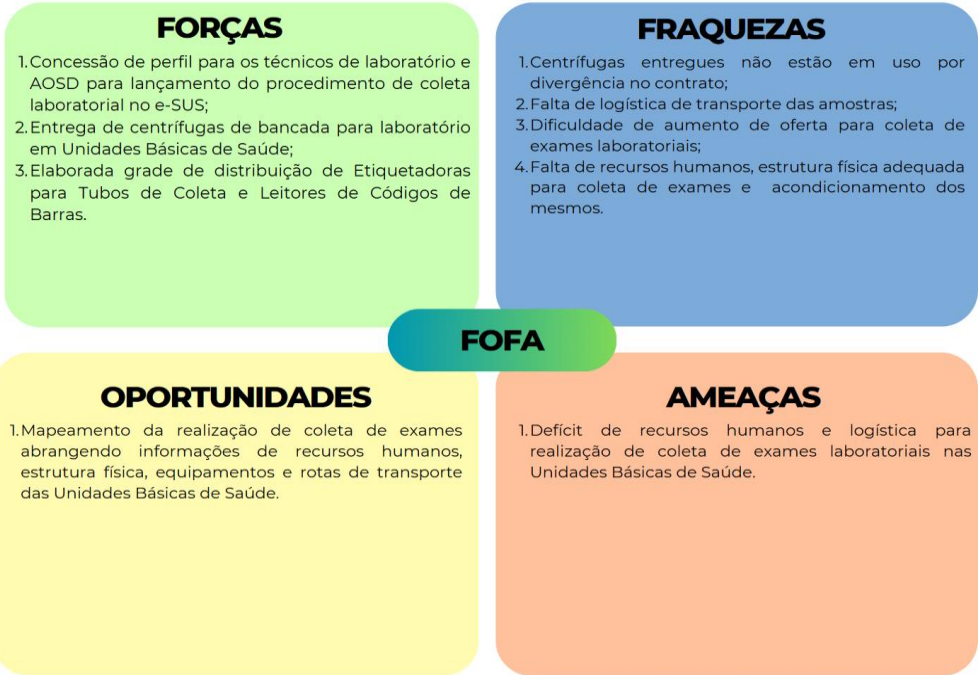 FORÇAS
1.Concessão de perfil para os técnicos de laboratório e
AOSD para lançamento do procedimento de coleta
laboratorial no e-SUS;
2.Entrega de centrífugas de bancada para laboratório
em Unidades Básicas de Saúde;
3.Elaborada grade de distribuição de Etiquetadoras
para Tubos de Coleta e Leitores de Códigos de
Barras.
FRAQUEZAS
1.Centrífugas entregues não estão em uso por
divergência no contrato;
2.Falta de logística de transporte das amostras;
3.Dificuldade de aumento de oferta para coleta de
exames laboratoriais;
4.Falta de recursos humanos, estrutura física adequada
para coleta de exames e acondicionamento dos
mesmos.
FOFA
OPORTUNIDADES
1.Mapeamento da realização de coleta de exames
abrangendo informações de recursos humanos,
estrutura física, equipamentos e rotas de transporte
das Unidades Básicas de Saúde.
AMEAÇAS
1.Defícit de recursos humanos e logística para
realização de coleta de exames laboratoriais nas
Unidades Básicas de Saúde.